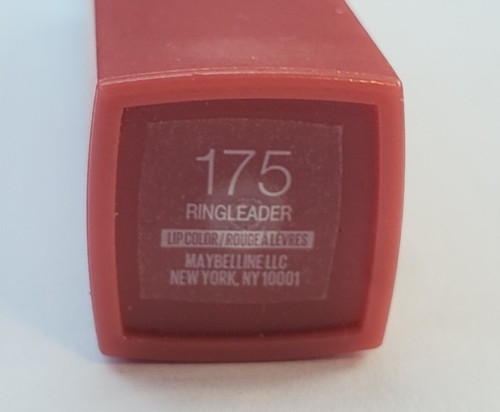 175
RINGLEADER
LIP COLOR / ROUGE À LÈVRES
MAYBELLINE LLC
NEW YORK, NY 10001